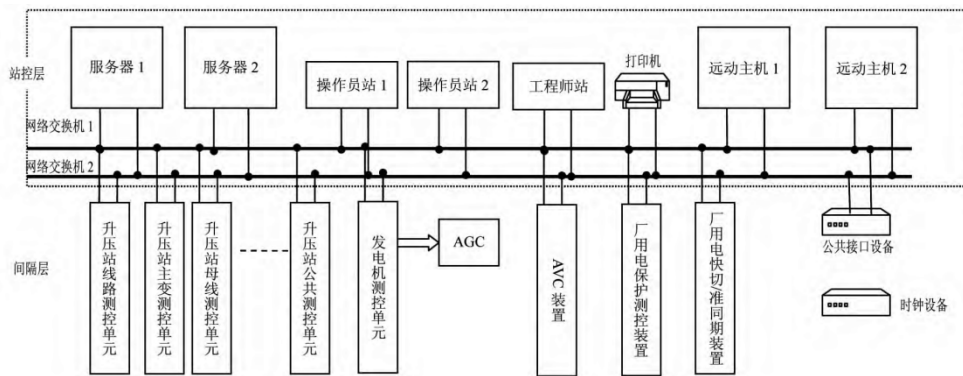 站控层
服务器 1
服务器 2
操作员站 1
操作员站 2
工程师站
打印机
远动主机 1
远动主机 2
网络交换机 1
网络交换机 2
间隔层
升压站线路测控单元
升压站主变测控单元
升压站母线测控单元
升压站公共测控单元
发电机测控单元
AGC
AVC 装置
厂用电保护测控装置
厂用电快切/准同期装置
公共接口设备
时钟设备